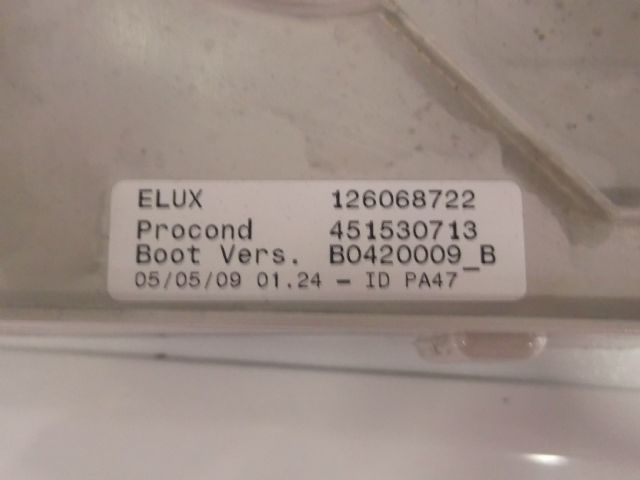 ELUX 126068722
Procond 451530713
Boot Vers. B0420009_B
05/05/09 01.24 – ID PA47